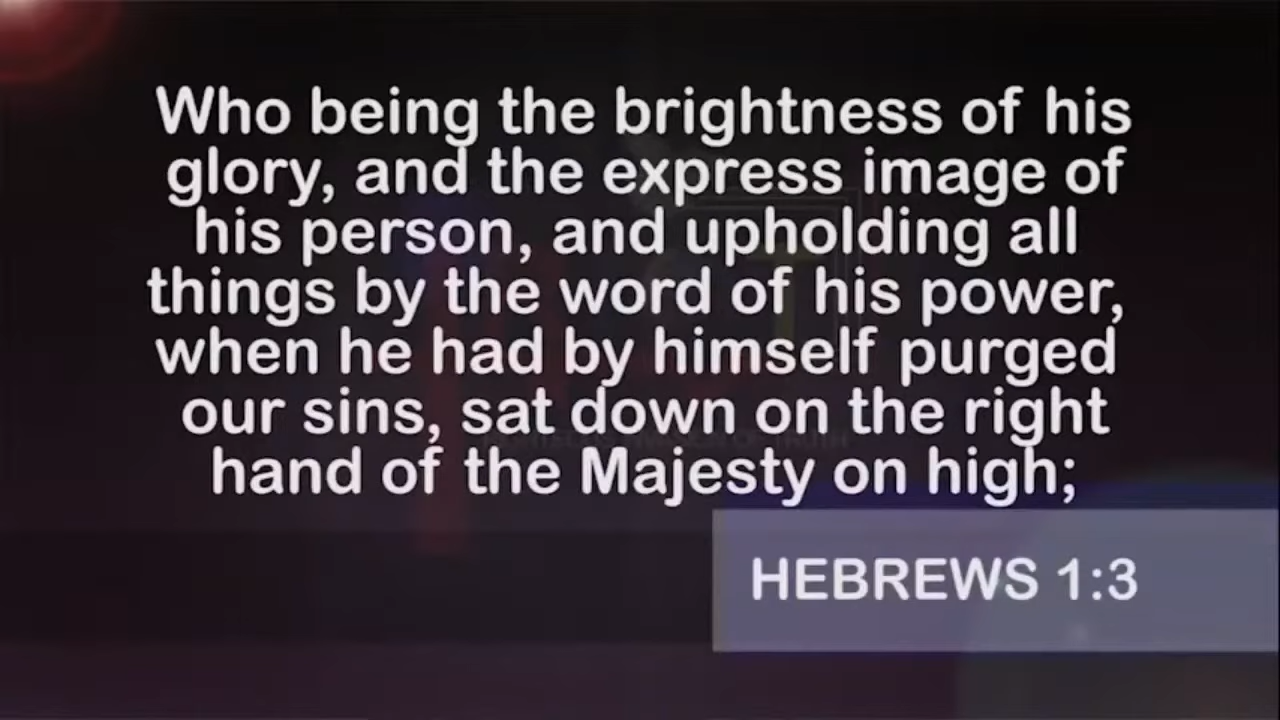 Who being the brightness of his
glory, and the express image of
his person, and upholding all
things by the word of his power,
when he had by himself purged
our sins, sat down on the right
hand of the Majesty on high;
HEBREWS 1:3